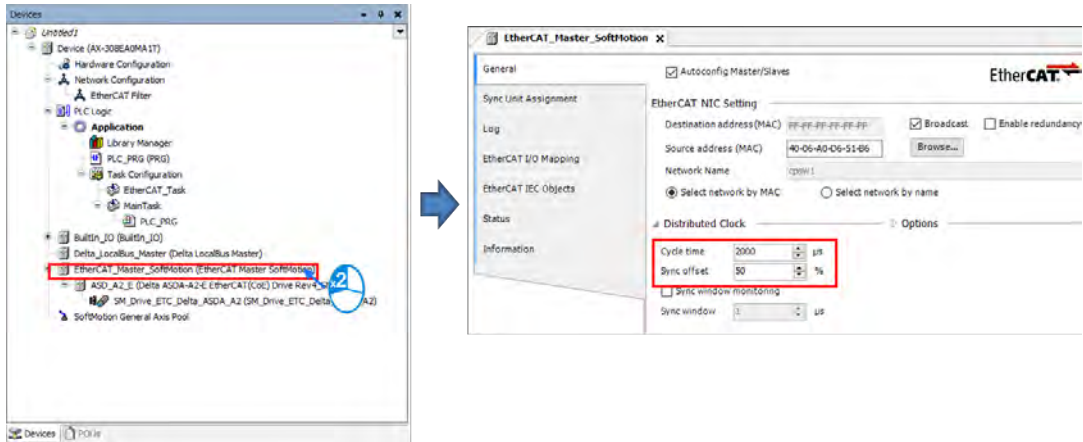 Devices
Untitled1
Device (AX-308EA0MA1T)
Hardware Configuration
Network Configuration
EtherCAT Filter
PLC Logic
Application
Library Manager
PLC_PRG (PRG)
Task Configuration
EtherCAT_Task
MainTask
PLC_PRG
BuiltIn_IO (BuiltIn_IO)
Delta_LocalBus_Master (Delta LocalBus Master)
EtherCAT_Master_SoftMotion (EtherCAT Master SoftMotion)
x2
ASD_A2_E (Delta ASDA-A2-E EtherCAT(CoE) Drive Rev4
SM_Drive_ETC_Delta_ASDA_A2 (SM_Drive_ETC_Delta A2)
SoftMotion General Axis Pool
Devices POUs
EtherCAT_Master_SoftMotion X
General
Sync Unit Assignment
Log
EtherCAT I/O Mapping
EtherCAT IEC Objects
Status
Information
Autoconfig Master/Slaves
EtherCAT
EtherCAT NIC Setting
Destination address (MAC) FF-FF-FF-FF-FF-FF Broadcast Enable redundancy
Source address (MAC) 40-06-A0-D6-51-B6 Browse...
Network Name cpsw1
Select network by MAC Select network by name
Distributed Clock Options
Cycle time 2000 µs
Sync offset 50 %
Sync window monitoring
Sync window 1 µs